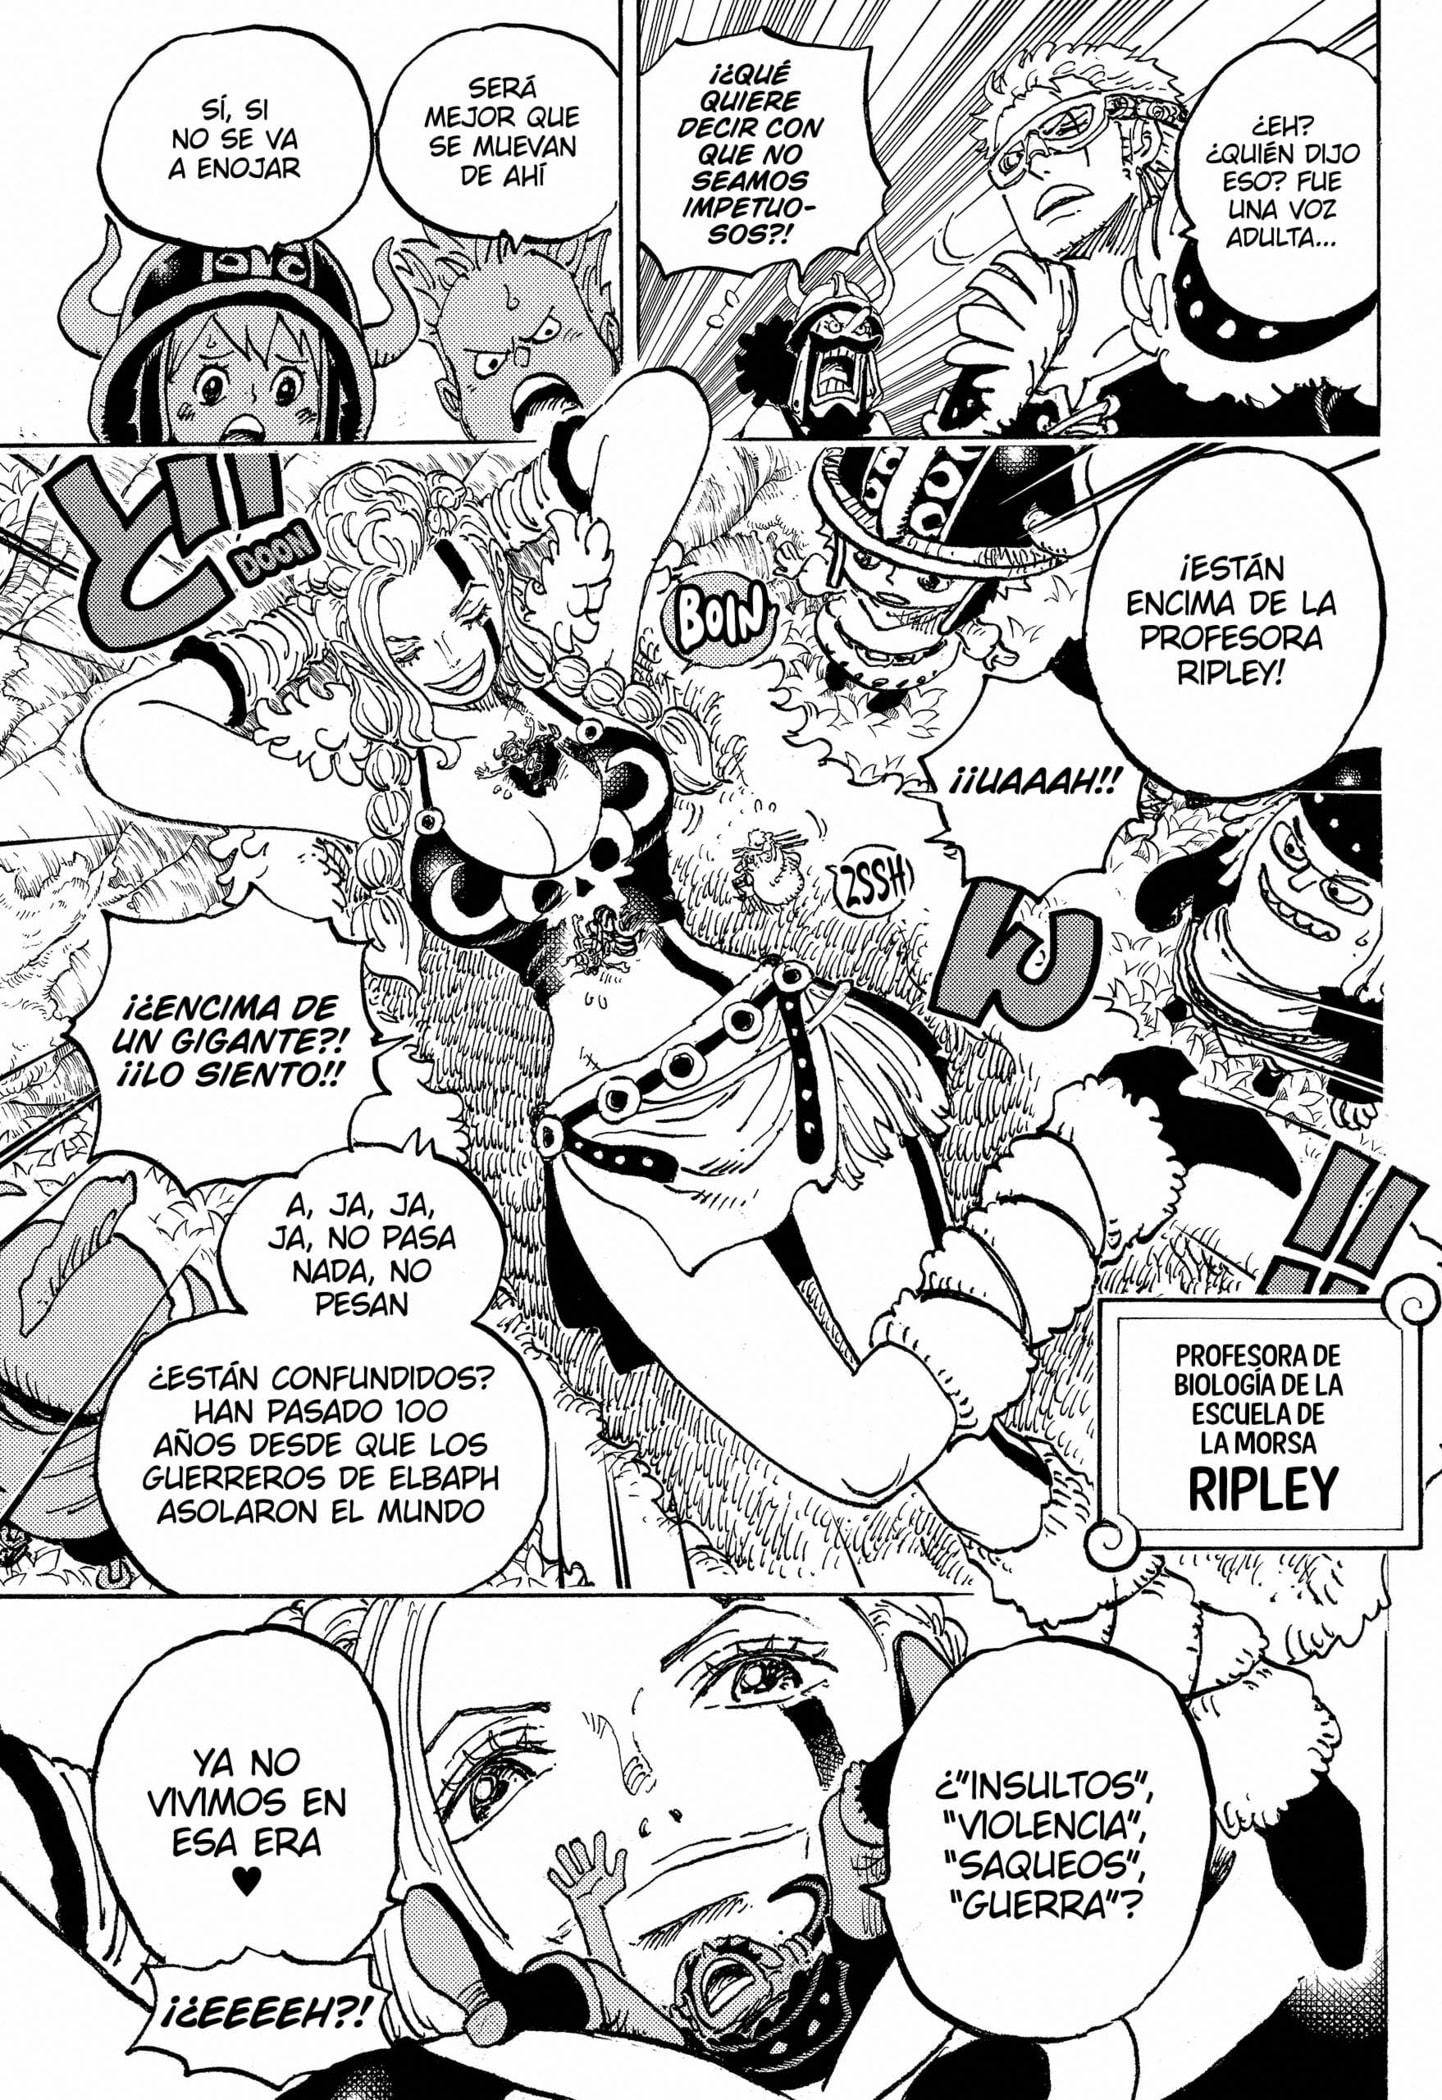 ¿EH?
¿QUIÉN DIJO
ESO? FUE
UNA VOZ
ADULTA...
¡¿QUÉ
QUIERE
DECIR CON
QUE NO
SEAMOS
IMPETUO-
SOS?!
SERÁ
MEJOR QUE
SE MUEVAN
DE AHÍ
SÍ, SI
NO SE VA
A ENOJAR
¡ESTÁN
ENCIMA DE LA
PROFESORA
RIPLEY!
¡¡UAAAH!!
BOIN
ZSSH
ドどん!!
DOON
¡¿ENCIMA DE
UN GIGANTE?!
¡¡LO SIENTO!!
A, JA, JA,
JA, NO PASA
NADA, NO
PESAN
¿ESTÁN CONFUNDIDOS?
HAN PASADO 100
AÑOS DESDE QUE LOS
GUERREROS DE ELBAPH
ASOLARON EL MUNDO
PROFESORA DE
BIOLOGÍA DE LA
ESCUELA DE
LA MORSA
RIPLEY
¿"INSULTOS",
"VIOLENCIA",
"SAQUEOS",
"GUERRA"?
YA NO
VIVIMOS EN
ESA ERA
♥
¡¿EEEEH?!